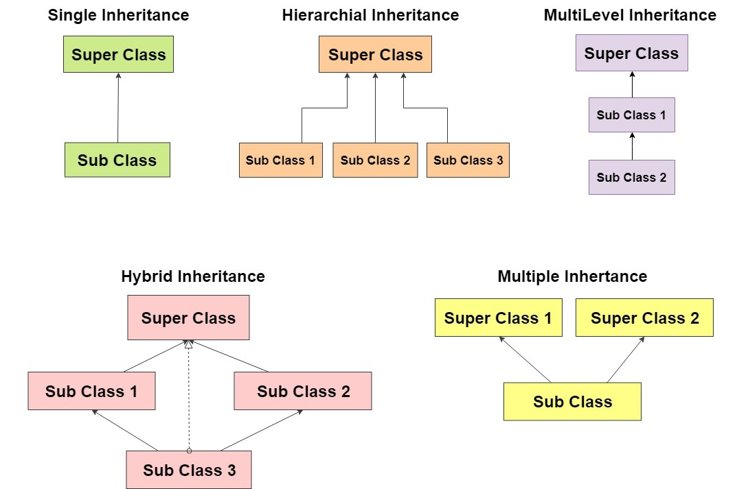 Single Inheritance
Hierarchial Inheritance
MultiLevel Inheritance
Super Class
Super Class
Super Class
Sub Class 1
Sub Class
Sub Class 1
Sub Class 2
Sub Class 3
Sub Class 2
Hybrid Inheritance
Multiple Inhertance
Super Class
Super Class 1
Super Class 2
Sub Class 1
Sub Class 2
Sub Class
Sub Class 3